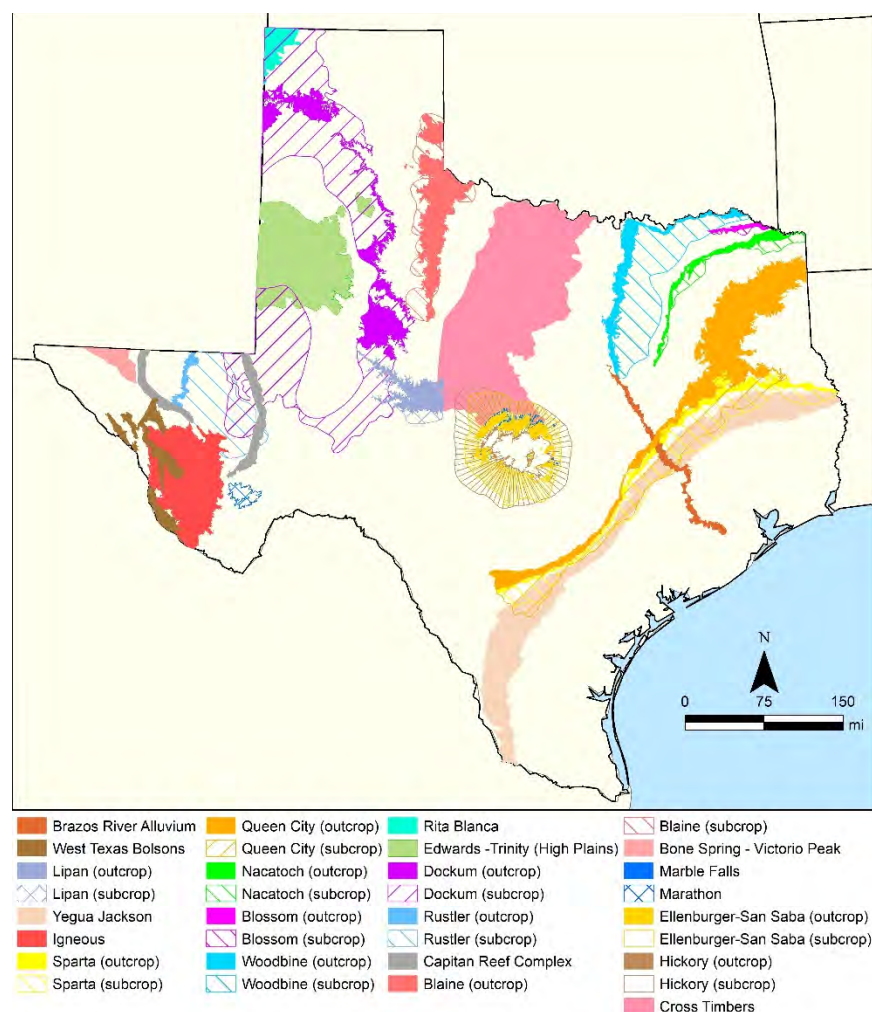 N
0 75 150
mi
Brazos River Alluvium
West Texas Bolsons
Lipan (outcrop)
Lipan (subcrop)
Yegua Jackson
Igneous
Sparta (outcrop)
Sparta (subcrop)
Queen City (outcrop)
Queen City (subcrop)
Nacatoch (outcrop)
Nacatoch (subcrop)
Blossom (outcrop)
Blossom (subcrop)
Woodbine (outcrop)
Woodbine (subcrop)
Rita Blanca
Edwards -Trinity (High Plains)
Dockum (outcrop)
Dockum (subcrop)
Rustler (outcrop)
Rustler (subcrop)
Capitan Reef Complex
Blaine (outcrop)
Blaine (subcrop)
Bone Spring - Victorio Peak
Marble Falls
Marathon
Ellenburger-San Saba (outcrop)
Ellenburger-San Saba (subcrop)
Hickory (outcrop)
Hickory (subcrop)
Cross Timbers